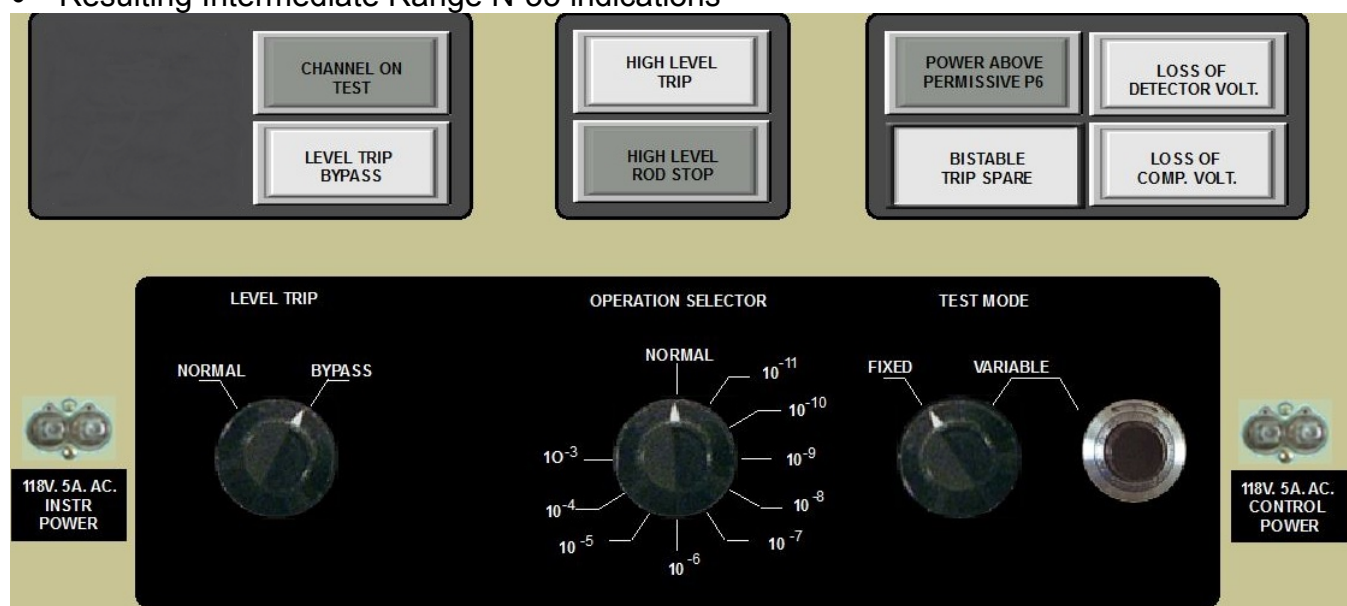 • Resulting Intermediate Range N-35 indications
CHANNEL ON
TEST
LEVEL TRIP
BYPASS
HIGH LEVEL
TRIP
HIGH LEVEL
ROD STOP
POWER ABOVE
PERMISSIVE P6
LOSS OF
DETECTOR VOLT.
BISTABLE
TRIP SPARE
LOSS OF
COMP. VOLT.
LEVEL TRIP
NORMAL
BYPASS
OPERATION SELECTOR
NORMAL
10-11
10-10
10-9
10-8
10-7
10-6
10-5
10-4
10-3
TEST MODE
FIXED
VARIABLE
118V. 5A. AC.
INSTR
POWER
118V. 5A. AC.
CONTROL
POWER